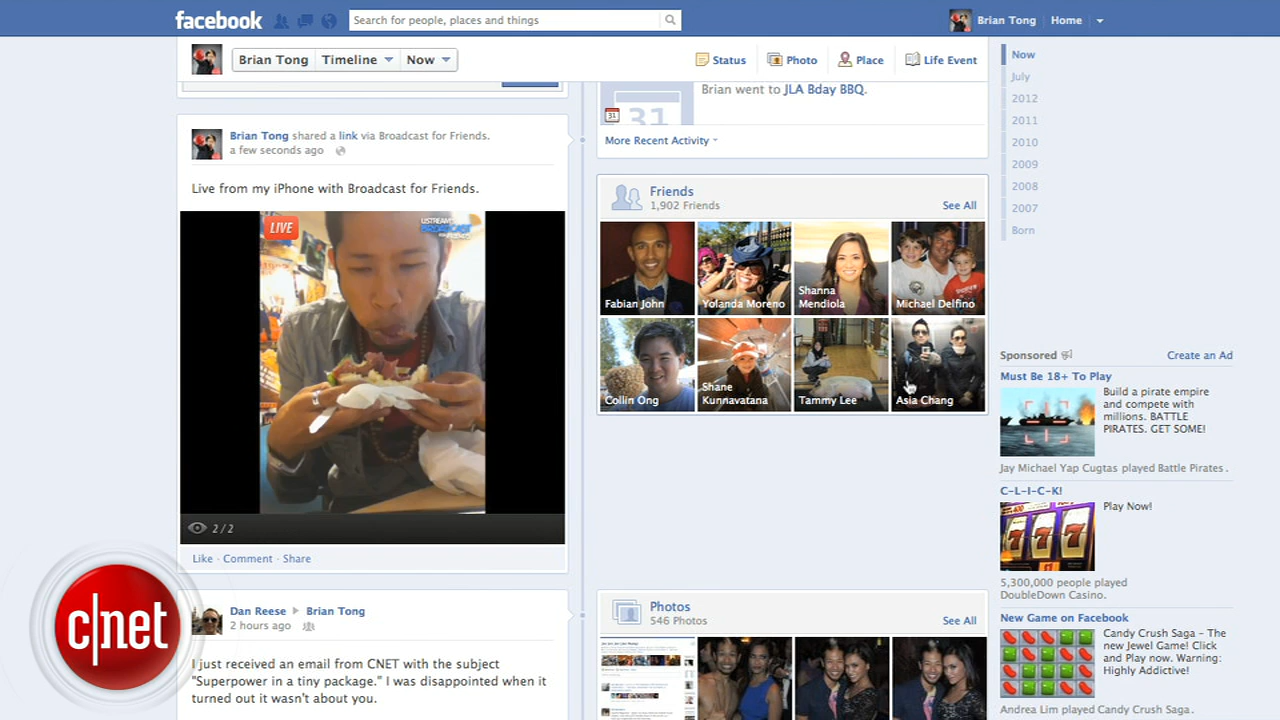 facebook
Search for people, places and things
Brian Tong
Home
Brian Tong
Timeline
Now
Status
Photo
Place
Life Event
Brian Tong shared a link via Broadcast for Friends.
a few seconds ago
Live from my iPhone with Broadcast for Friends.
LIVE
USTREAM
BROADCAST
2/2
Like · Comment · Share
Dan Reese Brian Tong
2 hours ago
I just received an email from CNET with the subject
"Superpower in a tiny package." I was disappointed when it
turned out it wasn't about you.
c|net
31
31
Brian went to JLA Bday BBQ.
More Recent Activity
Friends
1,902 Friends
See All
Fabian John
Yolanda Moreno
Shanna
Mendiola
Michael Delfino
Collin Ong
Shane
Kunnavatana
Tammy Lee
Asia Chang
Photos
546 Photos
See All
Now
July
2012
2011
2010
2009
2008
2007
Born
Sponsored
Create an Ad
Must Be 18+ To Play
Build a pirate empire
and compete with
millions. BATTLE
PIRATES. GET SOME!
Jay Michael Yap Cugtas played Battle Pirates.
C-L-I-C-K!
777
Play Now!
5,300,000 people played
DoubleDown Casino.
New Game on Facebook
Candy Crush Saga - The
new Jewel Game! Click
and Play now. Warning:
Highly Addictive!
Andrea Lim played Candy Crush Saga.